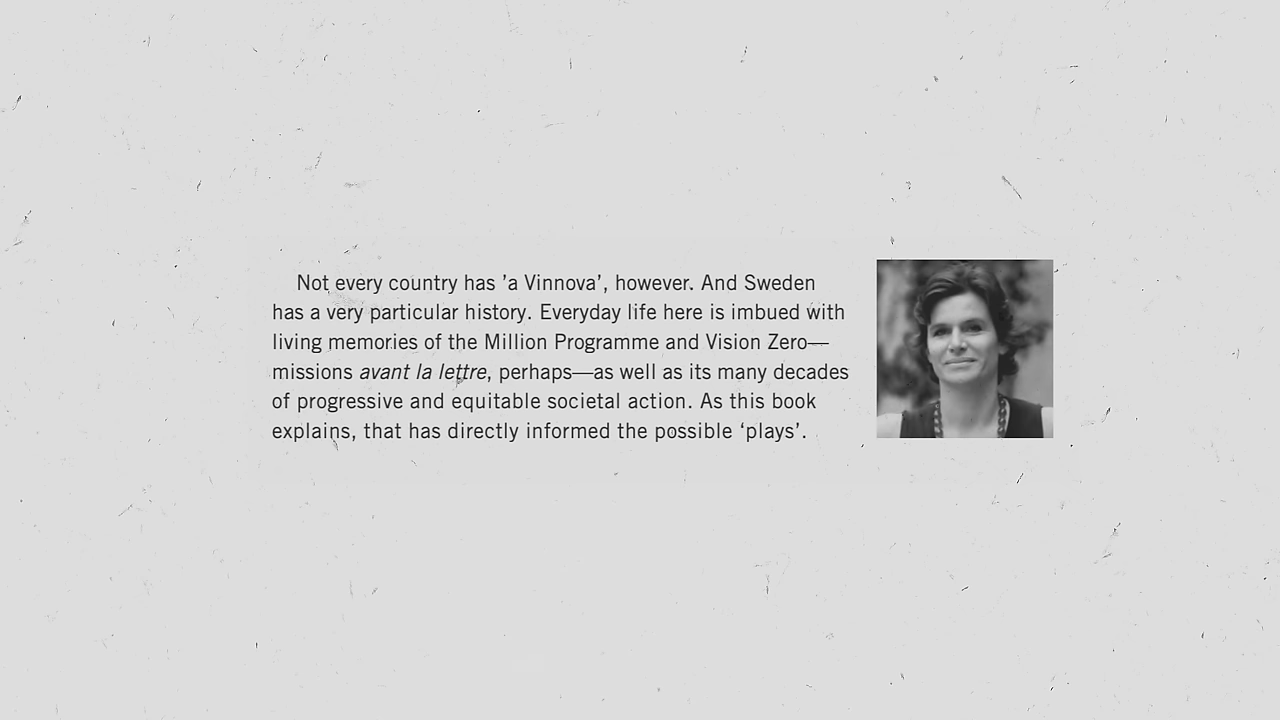 Not every country has ’a Vinnova’, however. And Sweden
has a very particular history. Everyday life here is imbued with
living memories of the Million Programme and Vision Zero—
missions avant la lettre, perhaps—as well as its many decades
of progressive and equitable societal action. As this book
explains, that has directly informed the possible ‘plays’.